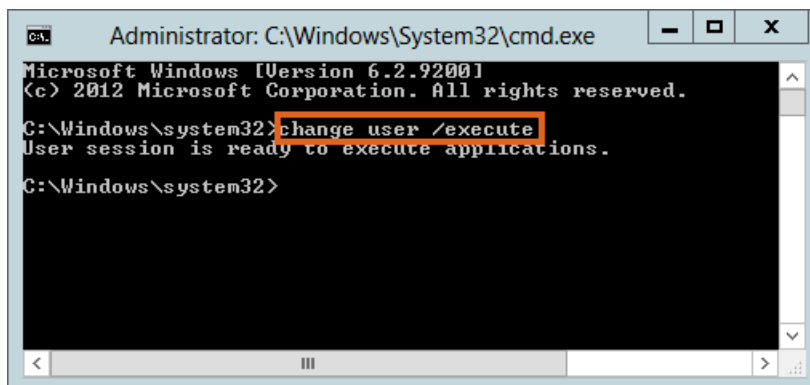 Administrator: C:\Windows\System32\cmd.exe
Microsoft Windows [Version 6.2.9200]
(c) 2012 Microsoft Corporation. All rights reserved.
C:\Windows\system32>change user /execute
User session is ready to execute applications.
C:\Windows\system32>